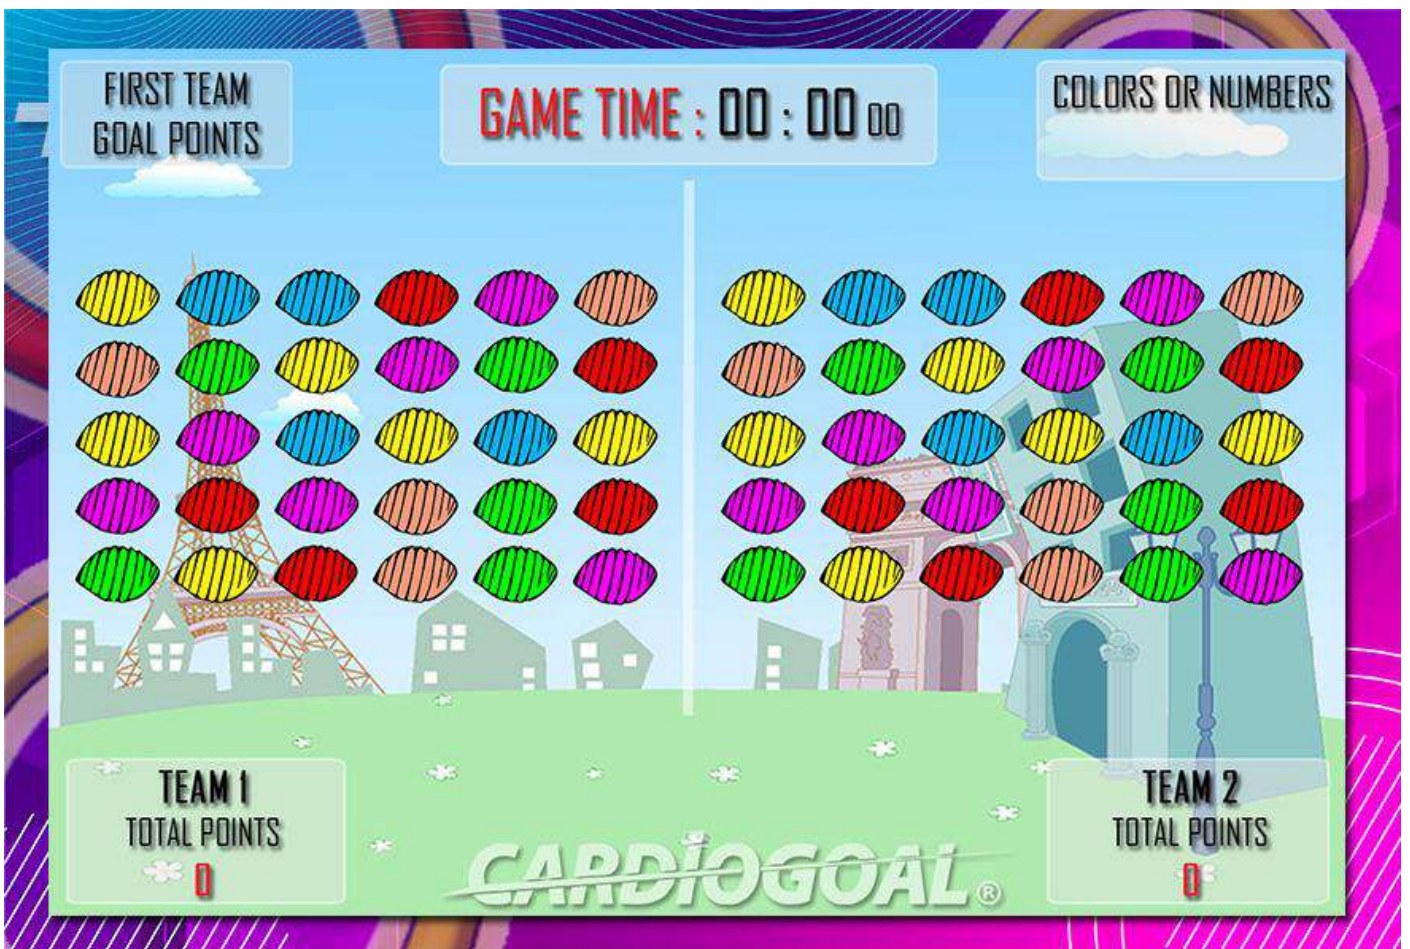 FIRST TEAM
GOAL POINTS
GAME TIME : 00 : 00 00
COLORS OR NUMBERS
TEAM 1
TOTAL POINTS
0
TEAM 2
TOTAL POINTS
0
CARDIOGOAL®